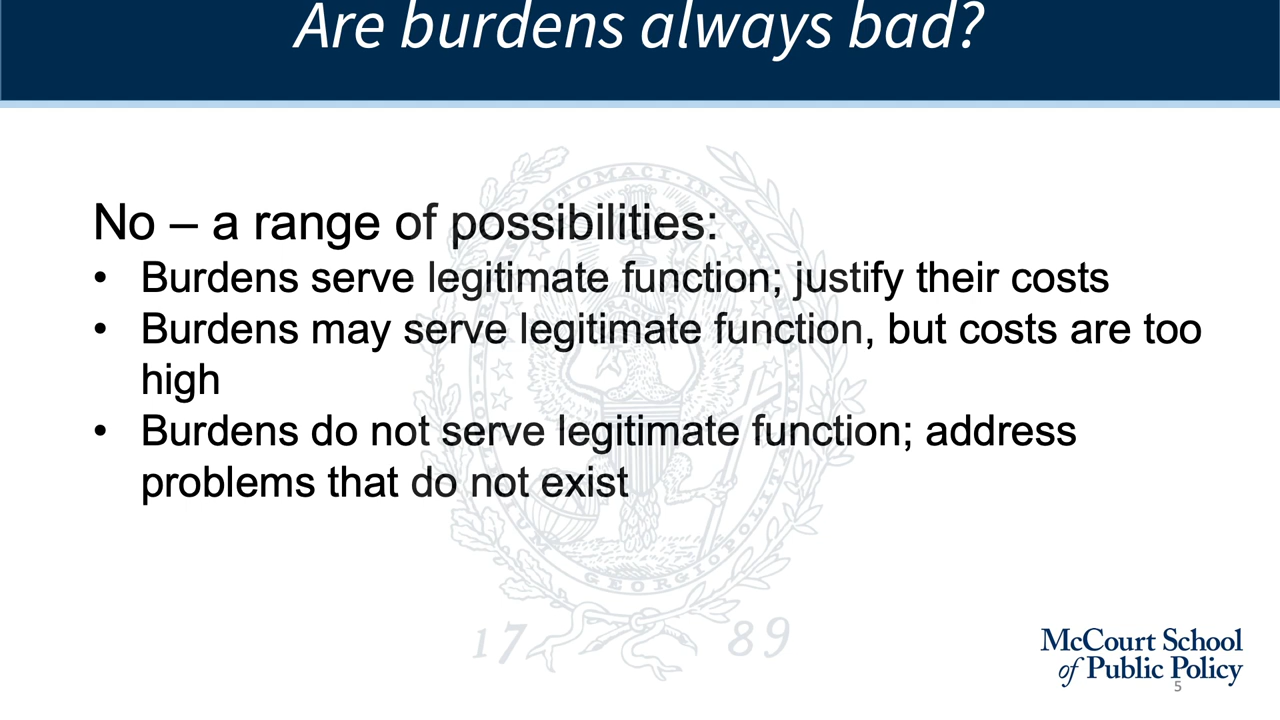 Are burdens always bad?
No – a range of possibilities:
• Burdens serve legitimate function; justify their costs
• Burdens may serve legitimate function, but costs are too
high
• Burdens do not serve legitimate function; address
problems that do not exist
17 89
McCourt School
of Public Policy
5